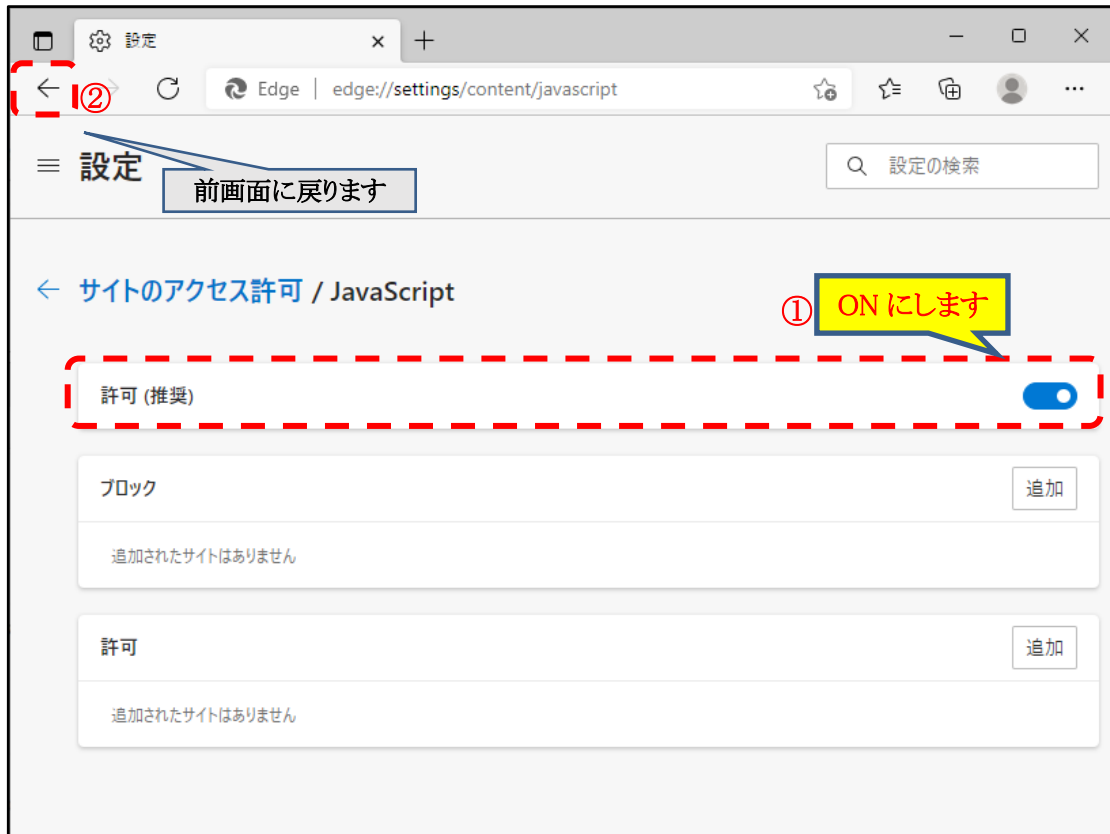 設定
②
Edge | edge://settings/content/javascript
設定
設定の検索
前画面に戻ります
サイトのアクセス許可 / JavaScript
① ON にします
許可 (推奨)
ブロック
追加
追加されたサイトはありません
許可
追加
追加されたサイトはありません